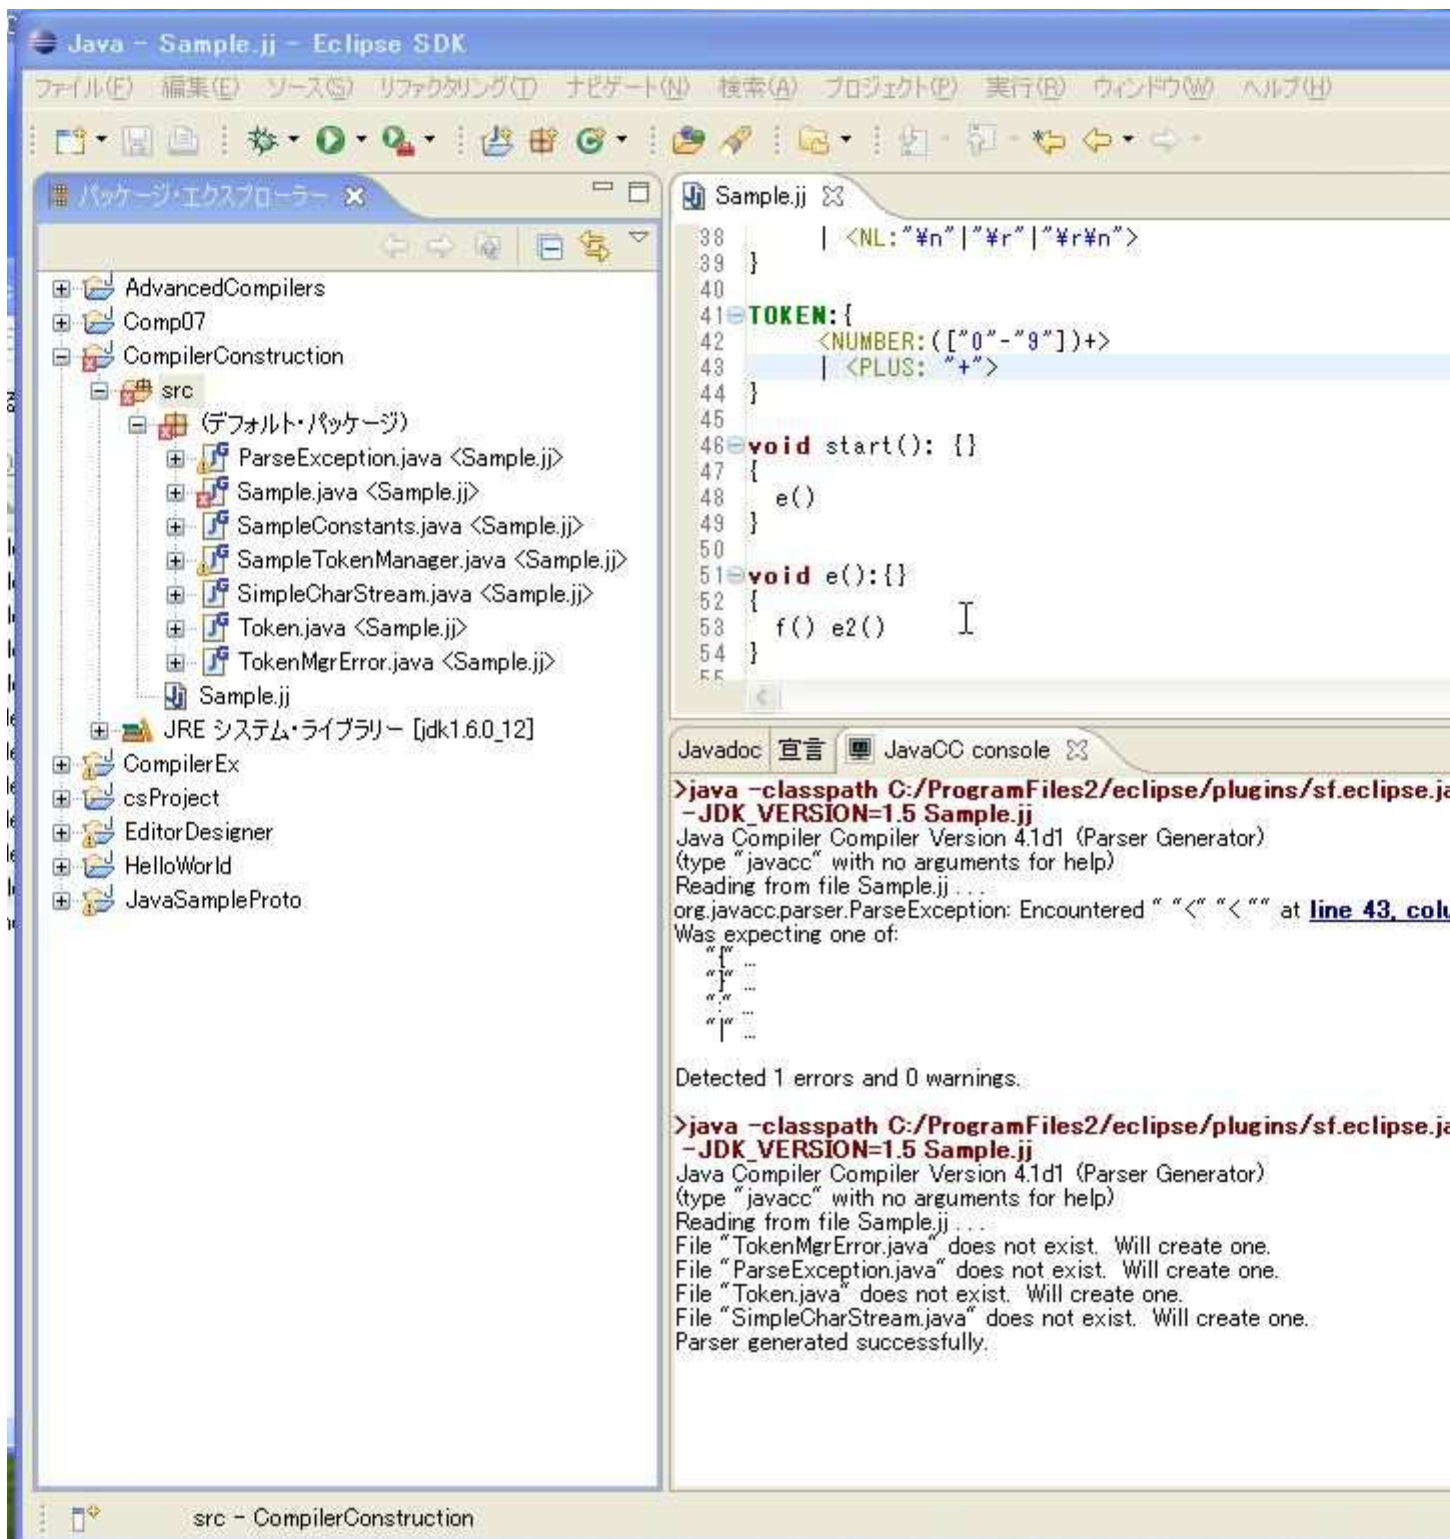 Java - Sample.jj - Eclipse SDK
ファイル(F) 編集(E) ソース(S) リファクタリング(T) ナビゲート(N) 検索(A) プロジェクト(P) 実行(R) ウィンドウ(W) ヘルプ(H)
パッケージ・エクスプローラー
AdvancedCompilers
Comp07
CompilerConstruction
src
(デフォルト・パッケージ)
ParseException.java <Sample.jj>
Sample.java <Sample.jj>
SampleConstants.java <Sample.jj>
SampleTokenManager.java <Sample.jj>
SimpleCharStream.java <Sample.jj>
Token.java <Sample.jj>
TokenMgrError.java <Sample.jj>
Sample.jj
JRE システム・ライブラリー [jdk1.6.0_12]
CompilerEx
csProject
EditorDesigner
HelloWorld
JavaSampleProto
Sample.jj
38 | <NL:"¥n"|"¥r"|"¥r¥n">
39 }
40
41 TOKEN:{
42 <NUMBER:(["0"-"9"])+>
43 | <PLUS: "+">
44 }
45
46 void start(): {}
47 {
48 e()
49 }
50
51 void e():{}
52 {
53 f() e2()
54 }
55
Javadoc 宣言 JavaCC console
>java -classpath C:/ProgramFiles2/eclipse/plugins/sf.eclipse.ja
-JDK_VERSION=1.5 Sample.jj
Java Compiler Compiler Version 4.1d1 (Parser Generator)
(type "javacc" with no arguments for help)
Reading from file Sample.jj . . .
org.javacc.parser.ParseException: Encountered " "<" "< "" at line 43, colu
Was expecting one of:
"{" ...
"}" ...
":" ...
"|" ...
Detected 1 errors and 0 warnings.
>java -classpath C:/ProgramFiles2/eclipse/plugins/sf.eclipse.ja
-JDK_VERSION=1.5 Sample.jj
Java Compiler Compiler Version 4.1d1 (Parser Generator)
(type "javacc" with no arguments for help)
Reading from file Sample.jj . . .
File "TokenMgrError.java" does not exist. Will create one.
File "ParseException.java" does not exist. Will create one.
File "Token.java" does not exist. Will create one.
File "SimpleCharStream.java" does not exist. Will create one.
Parser generated successfully.
src - CompilerConstruction